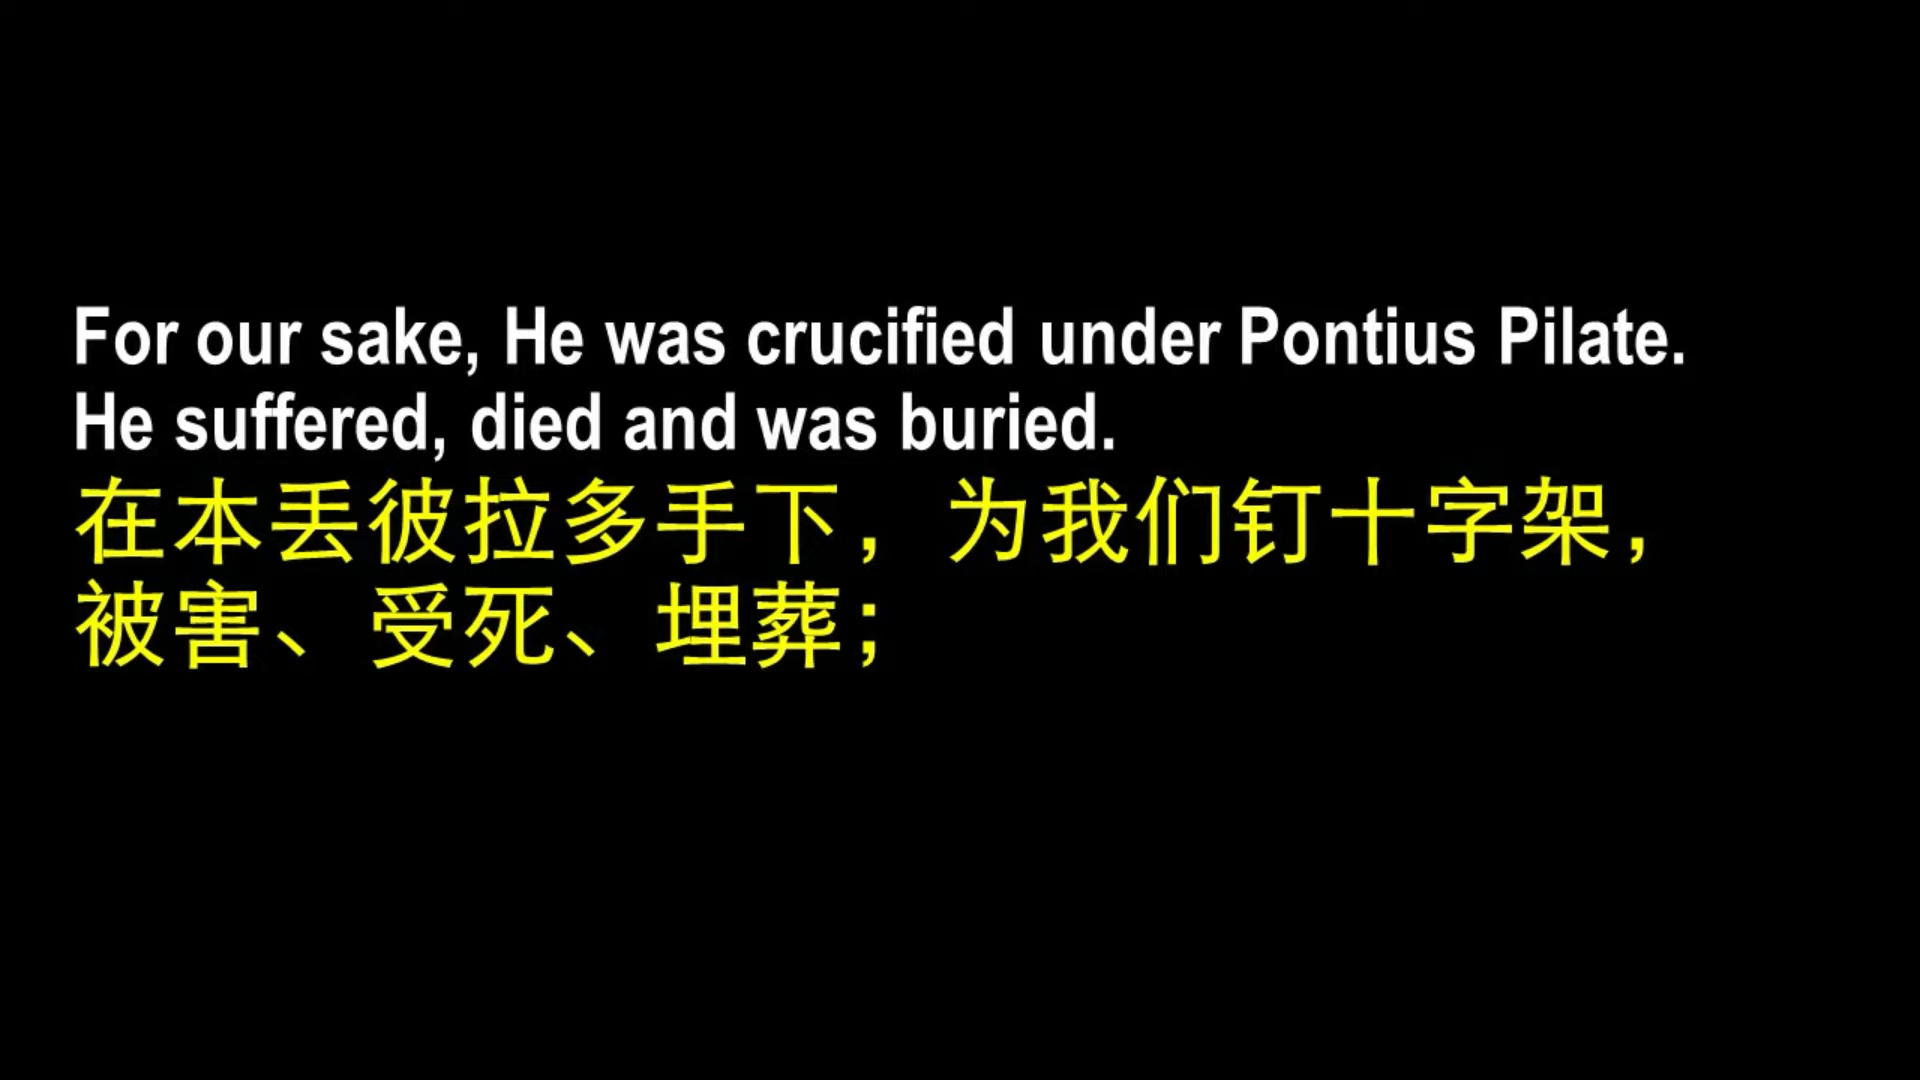 For our sake, He was crucified under Pontius Pilate.
He suffered, died and was buried.
在本丢彼拉多手下，为我们钉十字架，
被害、受死、埋葬；